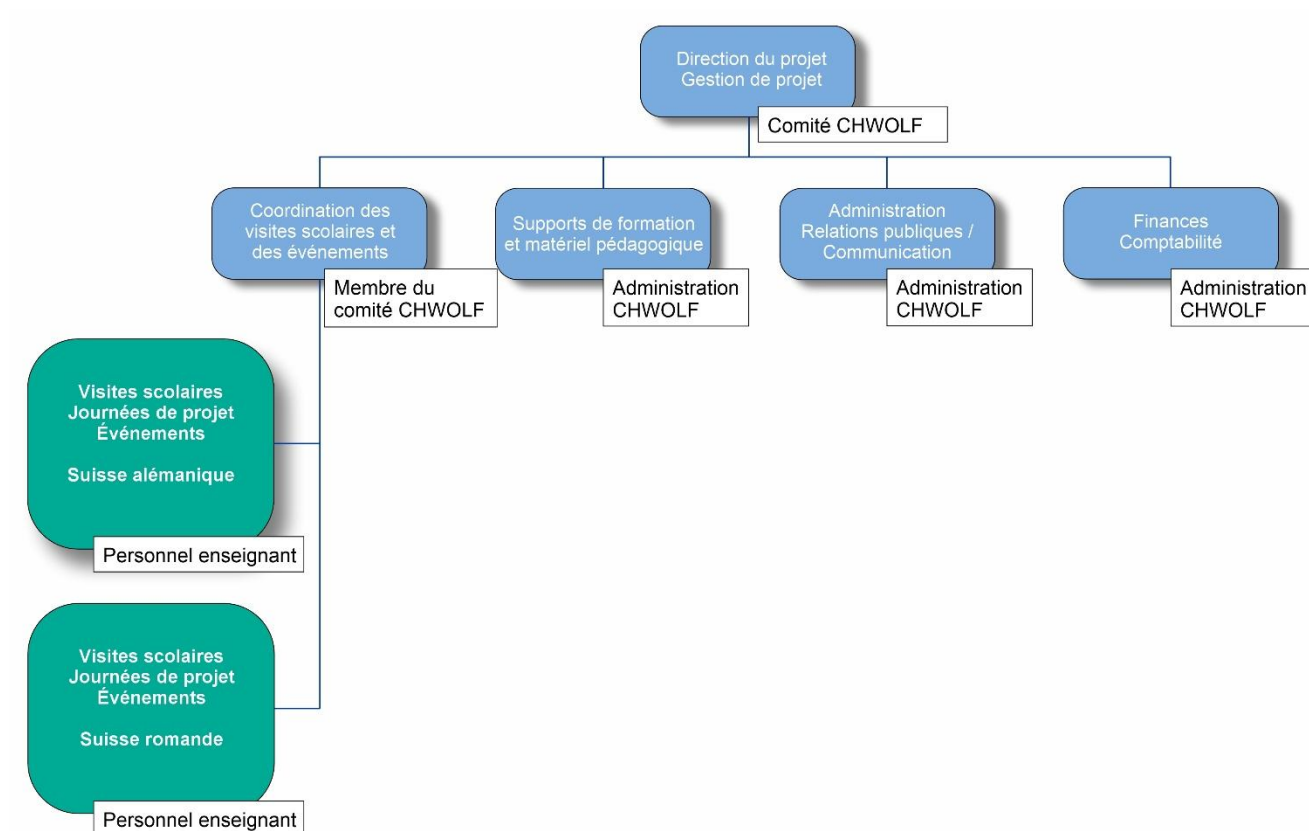 Direction du projet
Gestion de projet
Comité CHWOLF
Coordination des
visites scolaires et
des événements
Membre du
comité CHWOLF
Supports de formation
et matériel pédagogique
Administration
CHWOLF
Administration
Relations publiques /
Communication
Administration
CHWOLF
Finances
Comptabilité
Administration
CHWOLF
Visites scolaires
Journées de projet
Événements
Suisse alémanique
Personnel enseignant
Visites scolaires
Journées de projet
Événements
Suisse romande
Personnel enseignant